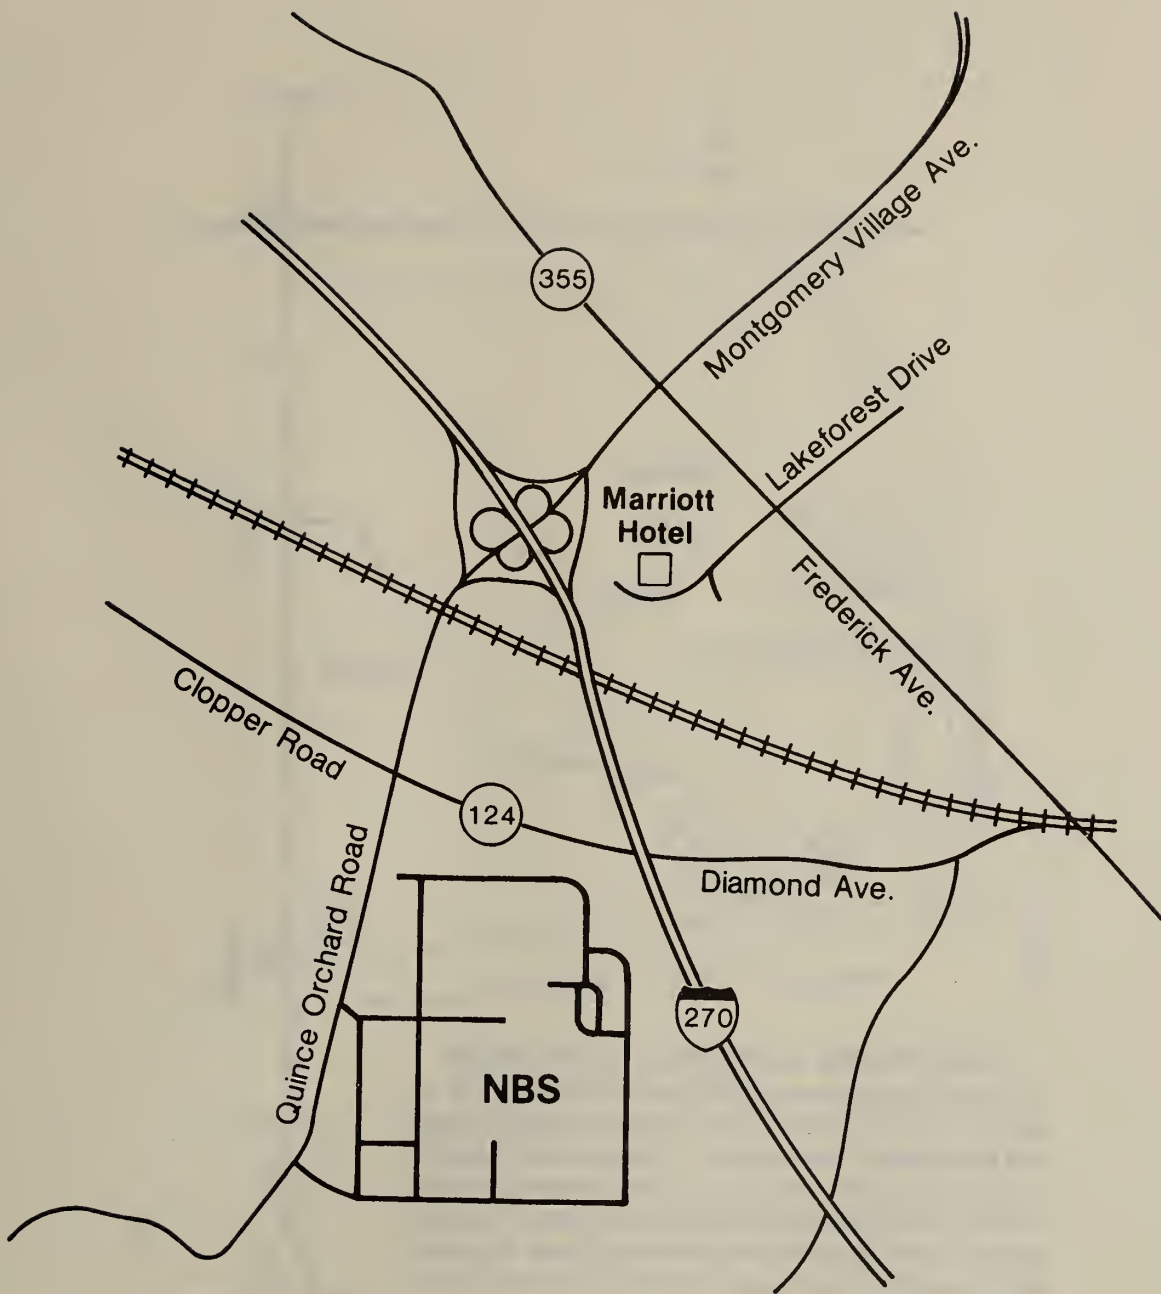 355
Montgomery Village Ave.
Lakeforest Drive
Marriott
Hotel
Frederick Ave.
Clopper Road
124
Diamond Ave.
Quince Orchard Road
270
NBS